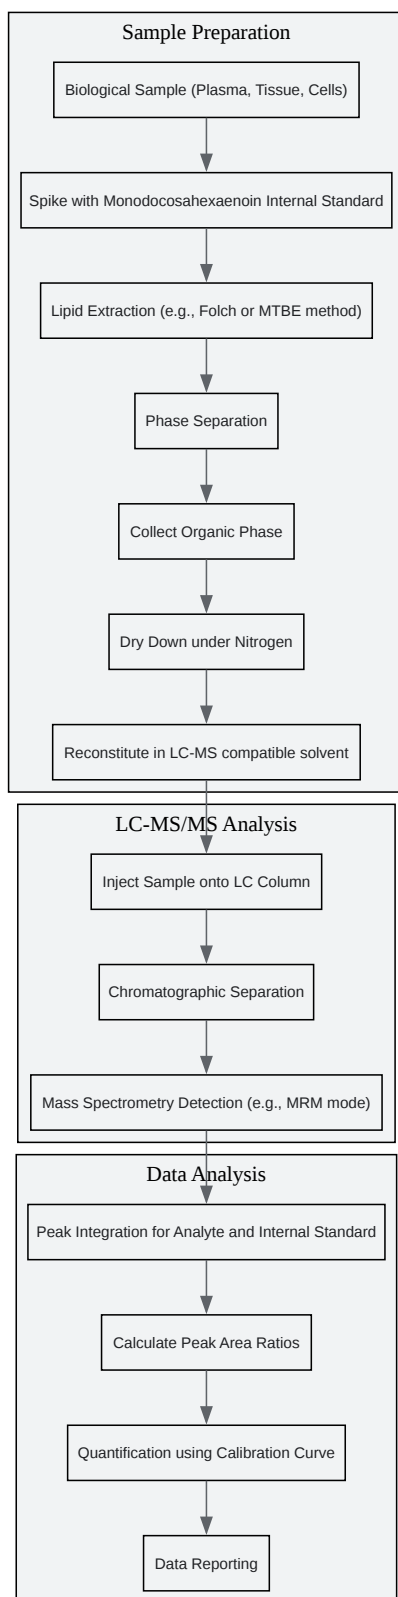 Sample Preparation
Biological Sample (Plasma, Tissue, Cells)
Spike with Monodocosahexaenoin Internal Standard
Lipid Extraction (e.g., Folch or MTBE method)
Phase Separation
Collect Organic Phase
Dry Down under Nitrogen
Reconstitute in LC-MS compatible solvent
LC-MS/MS Analysis
Inject Sample onto LC Column
Chromatographic Separation
Mass Spectrometry Detection (e.g., MRM mode)
Data Analysis
Peak Integration for Analyte and Internal Standard
Calculate Peak Area Ratios
Quantification using Calibration Curve
Data Reporting